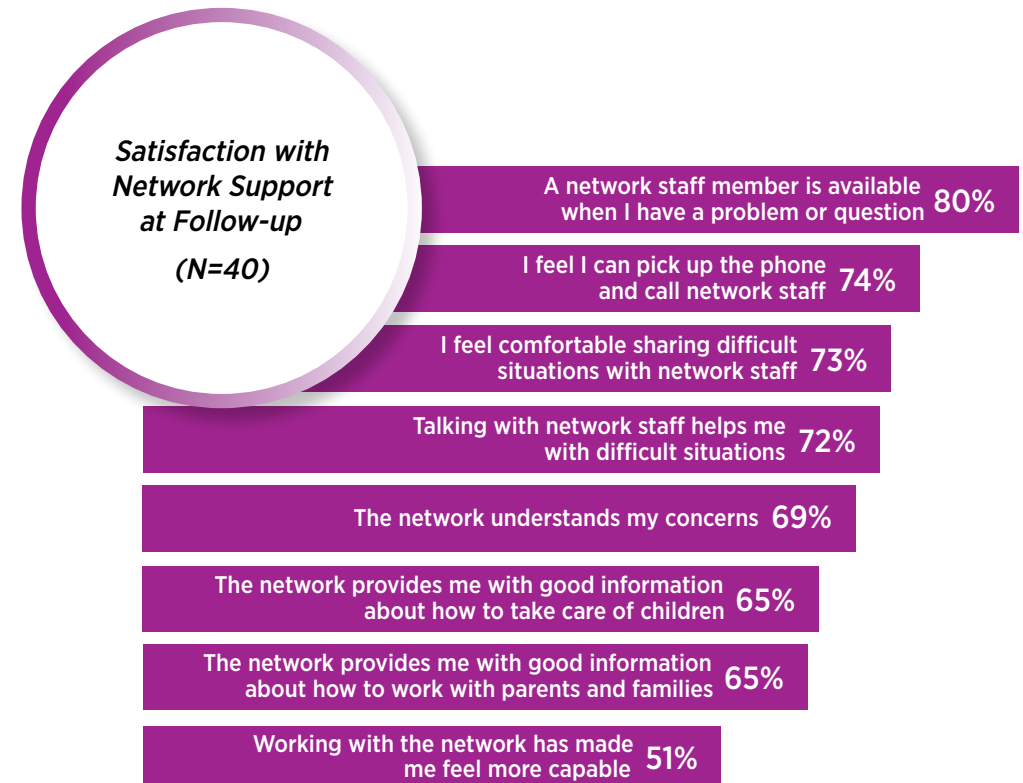 Satisfaction with
Network Support
at Follow-up
(N=40)
A network staff member is available
when I have a problem or question 80%
I feel I can pick up the phone
and call network staff 74%
I feel comfortable sharing difficult
situations with network staff 73%
Talking with network staff helps me
with difficult situations 72%
The network understands my concerns 69%
The network provides me with good information
about how to take care of children 65%
The network provides me with good information
about how to work with parents and families 65%
Working with the network has made
me feel more capable 51%